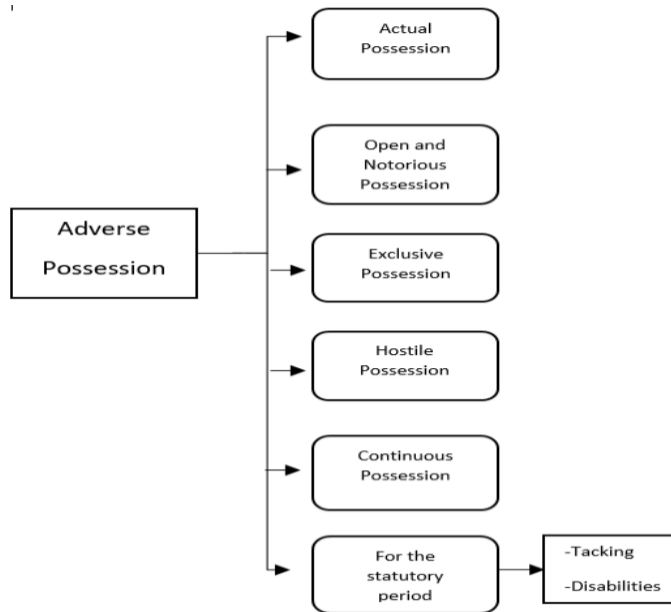 Adverse
Possession
Actual
Possession
Open and
Notorious
Possession
Exclusive
Possession
Hostile
Possession
Continuous
Possession
For the
statutory
period
-Tacking
-Disabilities